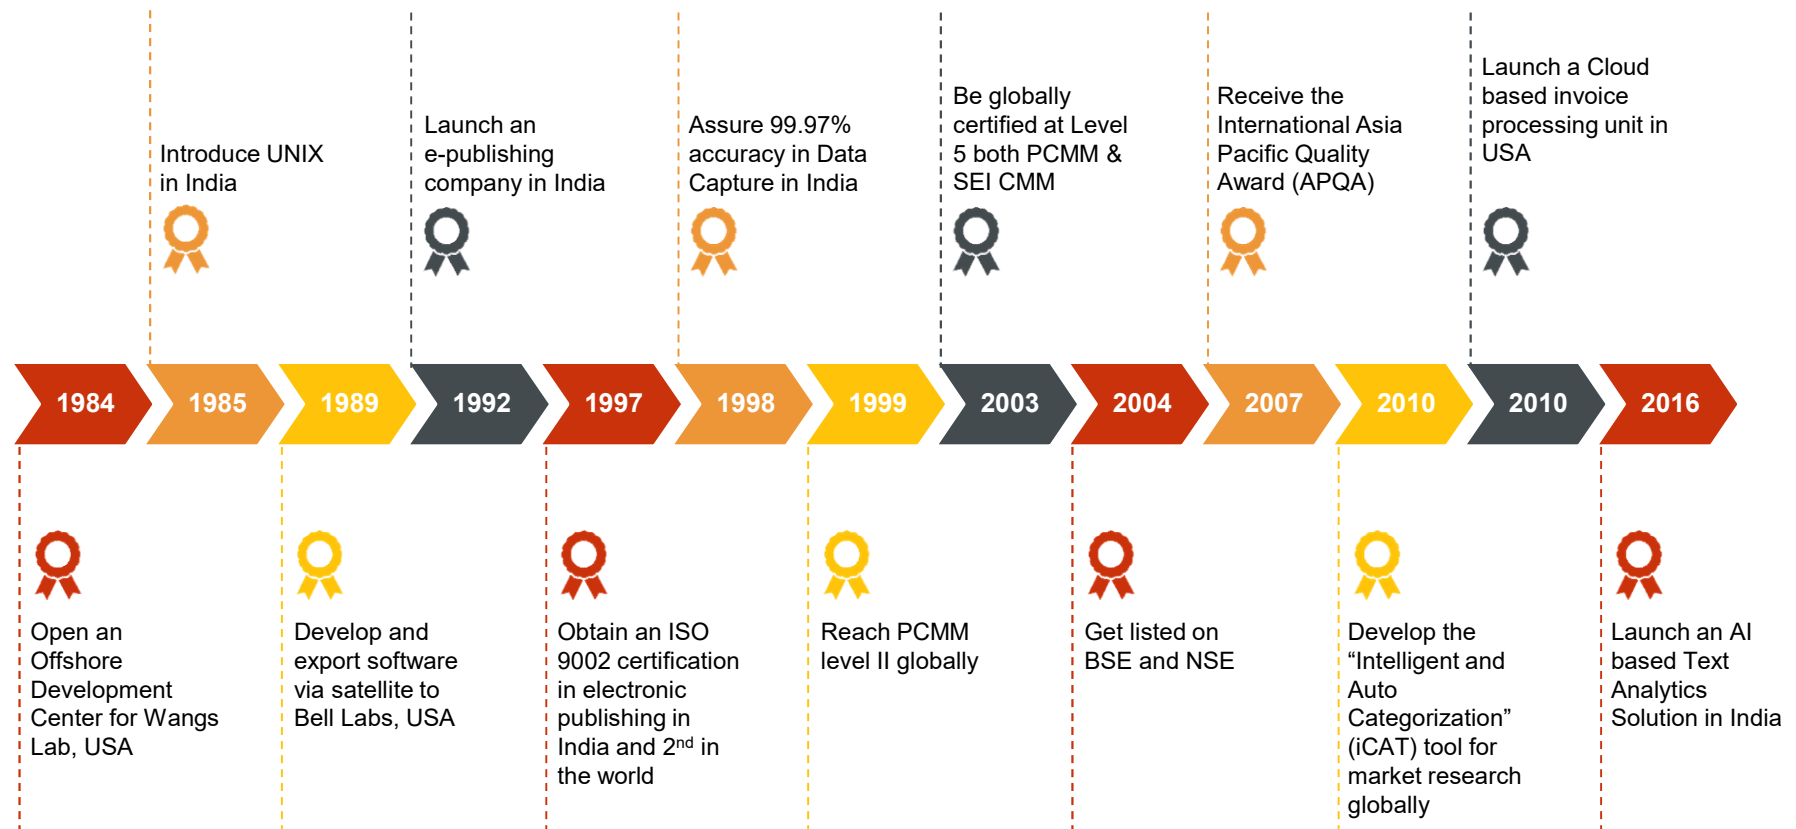 Introduce UNIX
in India
Launch an
e-publishing
company in India
Assure 99.97%
accuracy in Data
Capture in India
Be globally
certified at Level
5 both PCMM &
SEI CMM
Receive the
International Asia
Pacific Quality
Award (APQA)
Launch a Cloud
based invoice
processing unit in
USA
1984
1985
1989
1992
1997
1998
1999
2003
2004
2007
2010
2010
2016
Open an
Offshore
Development
Center for Wangs
Lab, USA
Develop and
export software
via satellite to
Bell Labs, USA
Obtain an ISO
9002 certification
in electronic
publishing in
India and 2nd in
the world
Reach PCMM
level II globally
Get listed on
BSE and NSE
Develop the
“Intelligent and
Auto
Categorization”
(iCAT) tool for
market research
globally
Launch an AI
based Text
Analytics
Solution in India